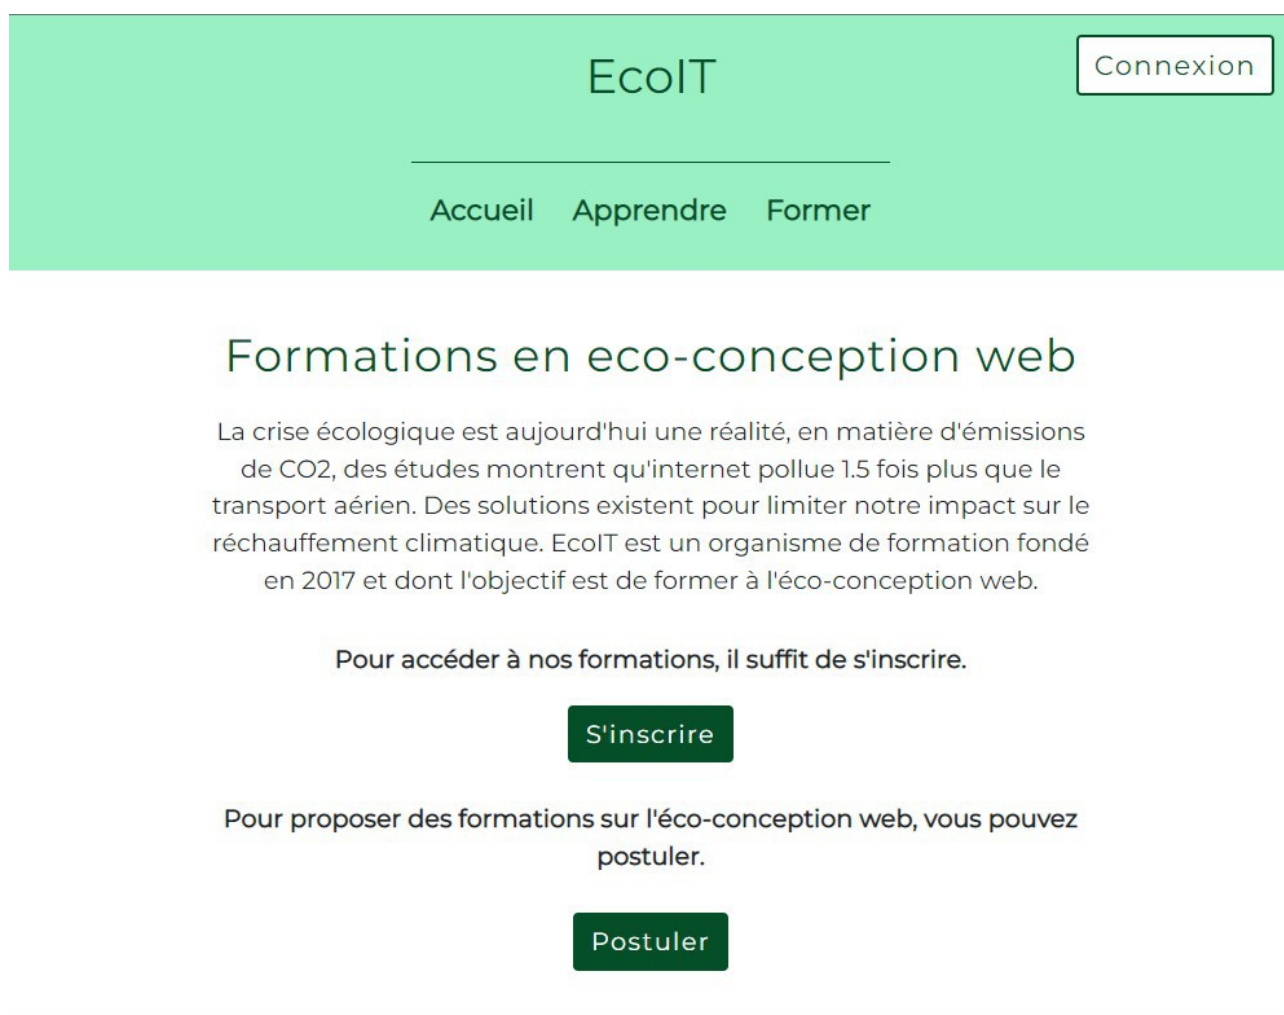 EcoIT
Connexion
Accueil Apprendre Former
Formations en eco-conception web
La crise écologique est aujourd'hui une réalité, en matière d'émissions
de CO2, des études montrent qu'internet pollue 1.5 fois plus que le
transport aérien. Des solutions existent pour limiter notre impact sur le
réchauffement climatique. EcoIT est un organisme de formation fondé
en 2017 et dont l'objectif est de former à l'éco-conception web.
Pour accéder à nos formations, il suffit de s'inscrire.
S'inscrire
Pour proposer des formations sur l'éco-conception web, vous pouvez
postuler.
Postuler